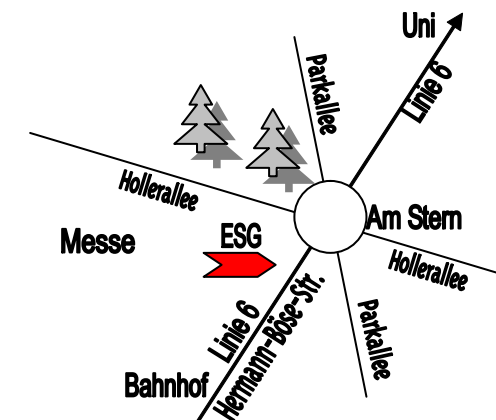 Uni
Linie 6
Parkallee
Hollerallee
Am Stern
Messe
ESG
Hollerallee
Linie 6
Hermann-Böse-Str.
Parkallee
Bahnhof